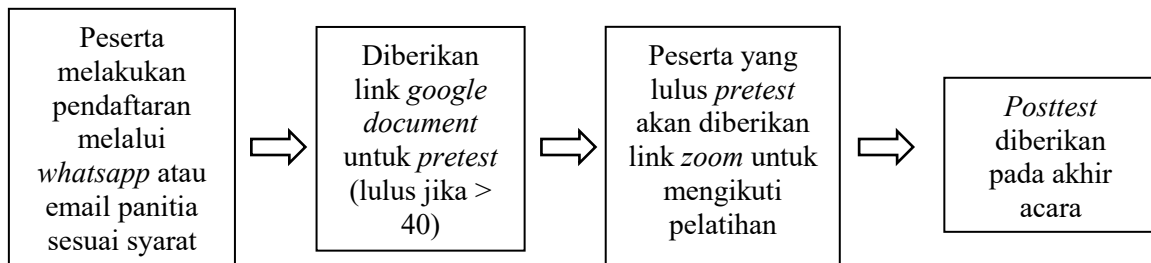 Peserta
melakukan
pendaftaran
melalui
whatsapp atau
email panitia
sesuai syarat
Diberikan
link google
document
untuk pretest
(lulus jika >
40)
Peserta yang
lulus pretest
akan diberikan
link zoom untuk
mengikuti
pelatihan
Posttest
diberikan
pada akhir
acara